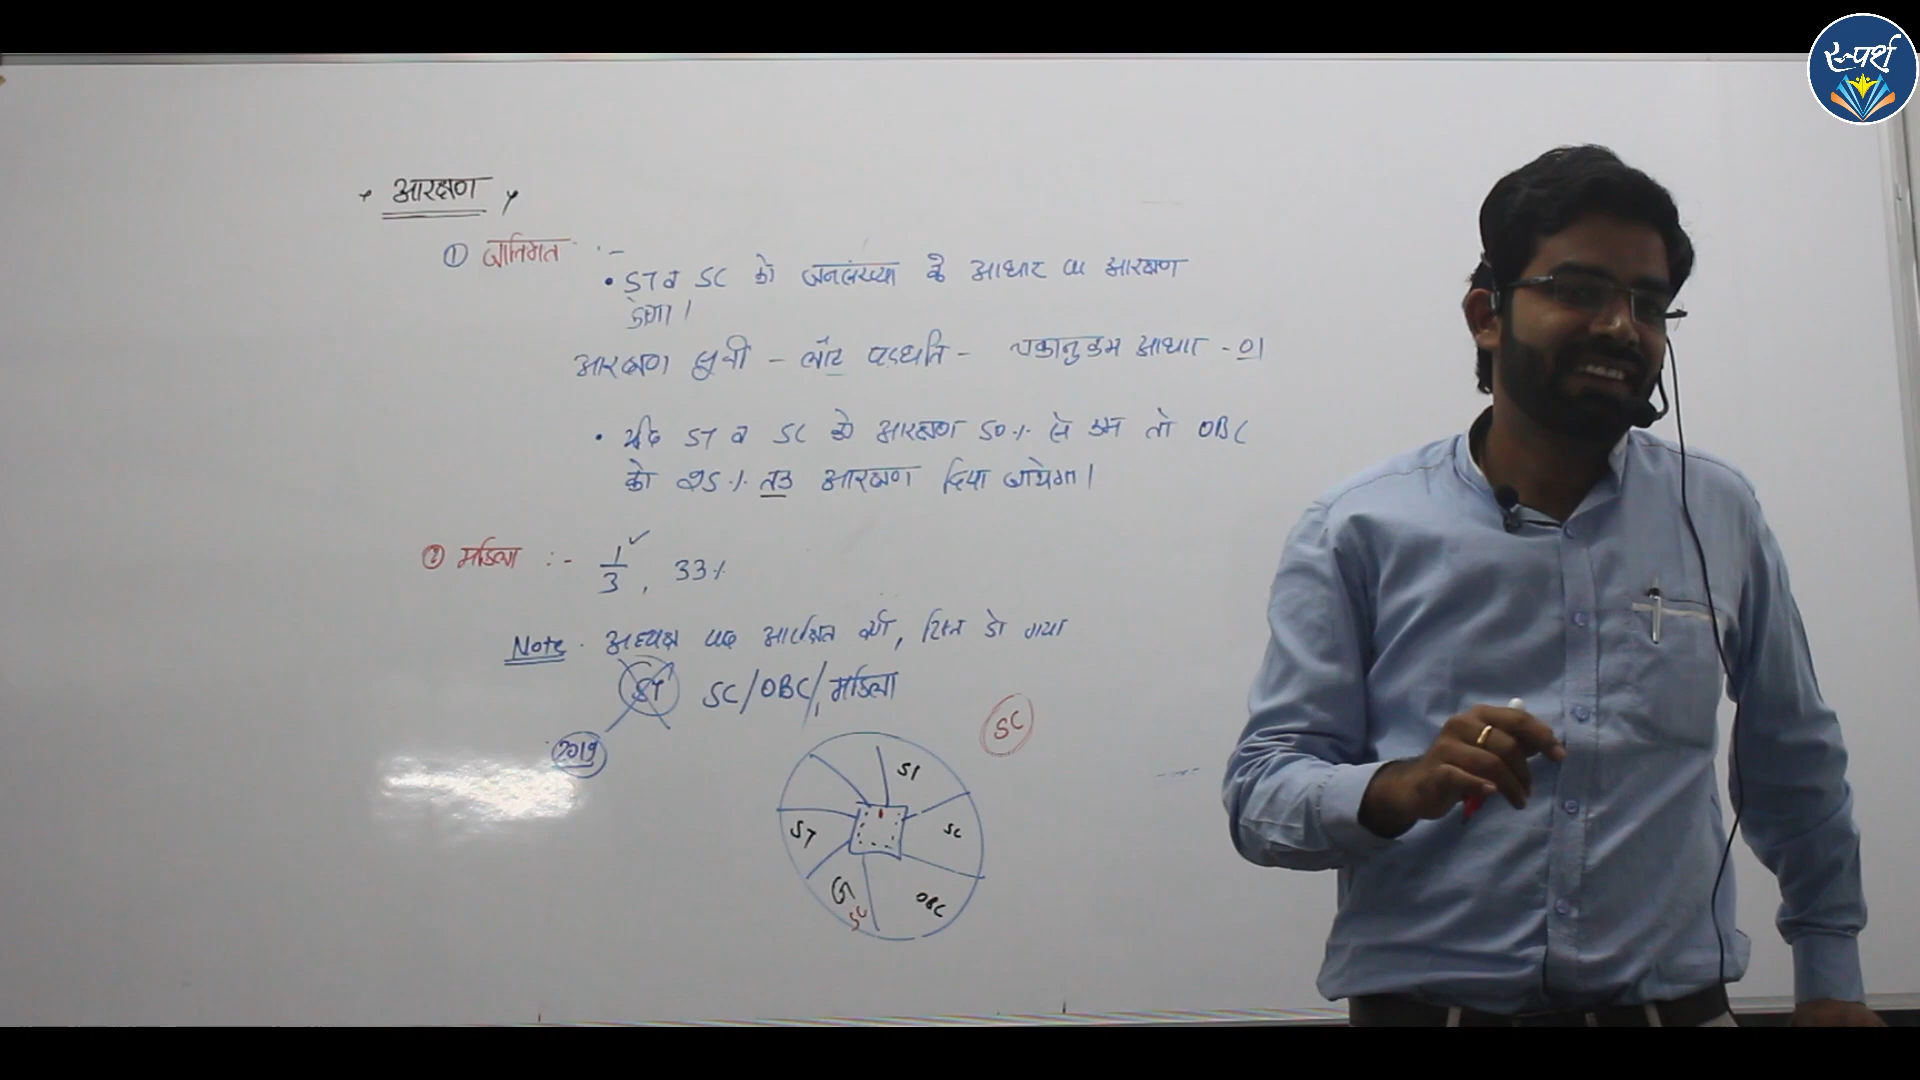 स्पर्श
आरक्षण
① जातिगत :-
• ST व SC को जनसंख्या के आधार पर आरक्षण
देगा।
आरक्षण सूची - लॉट पद्धति - चक्रानुक्रम आधार - 01
• यदि ST व SC को आरक्षण 50% से कम तो OBC
को 25% तक आरक्षण दिया जायेगा।
② महिला :- 1/3, 33%
Note. अध्यक्ष पद आरक्षित थी, रिक्त हो गया
ST SC/OBC/महिला
SC
2019
ST
SC
ST
OBC
SC